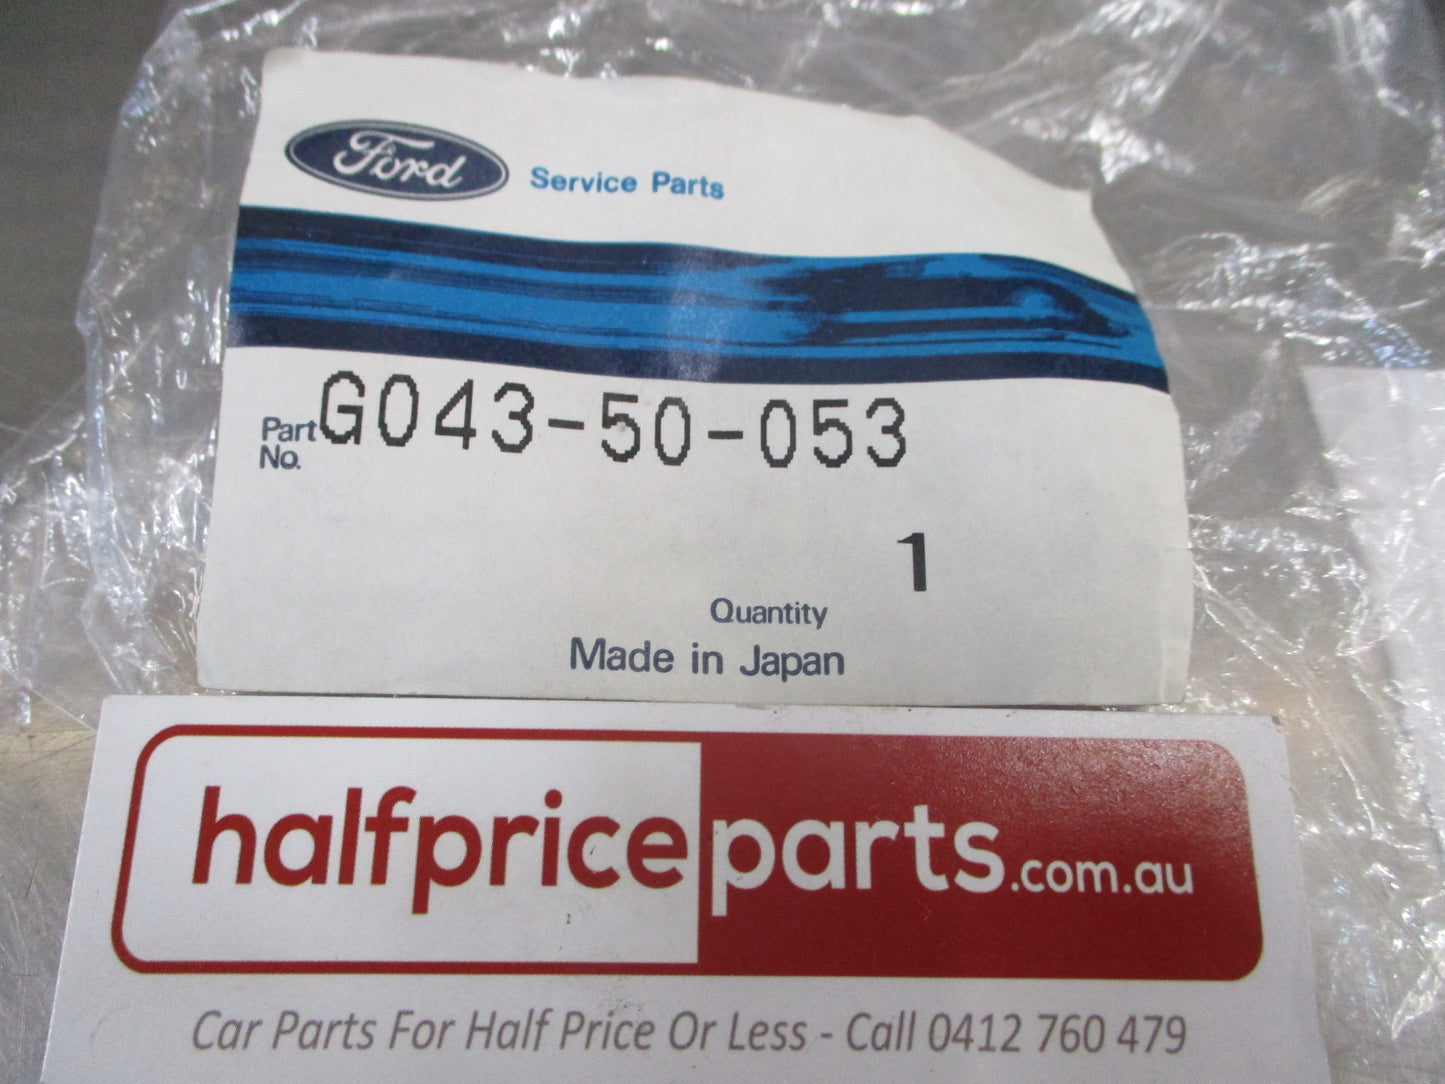 Ford Service Parts
Part No. G043-50-053
1
Quantity
Made in Japan
halfpriceparts.com.au
Car Parts For Half Price Or Less - Call 0412 760 479